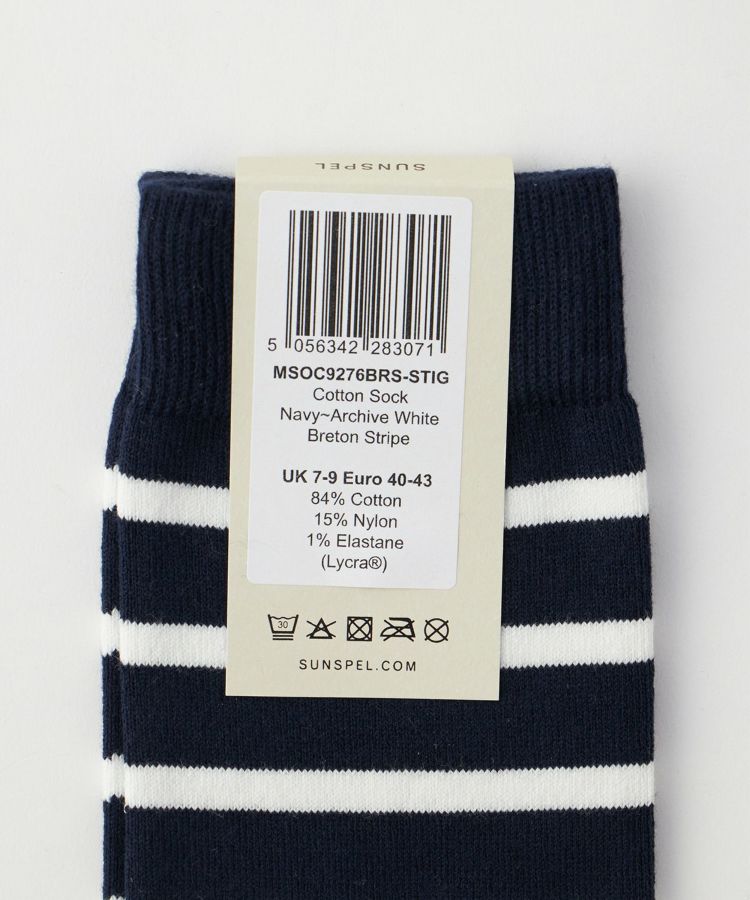 SUNSPEL
5 056342 283071
MSOC9276BRS-STIG
Cotton Sock
Navy~Archive White
Breton Stripe
UK 7-9 Euro 40-43
84% Cotton
15% Nylon
1% Elastane
(Lycra®)
30
SUNSPEL.COM